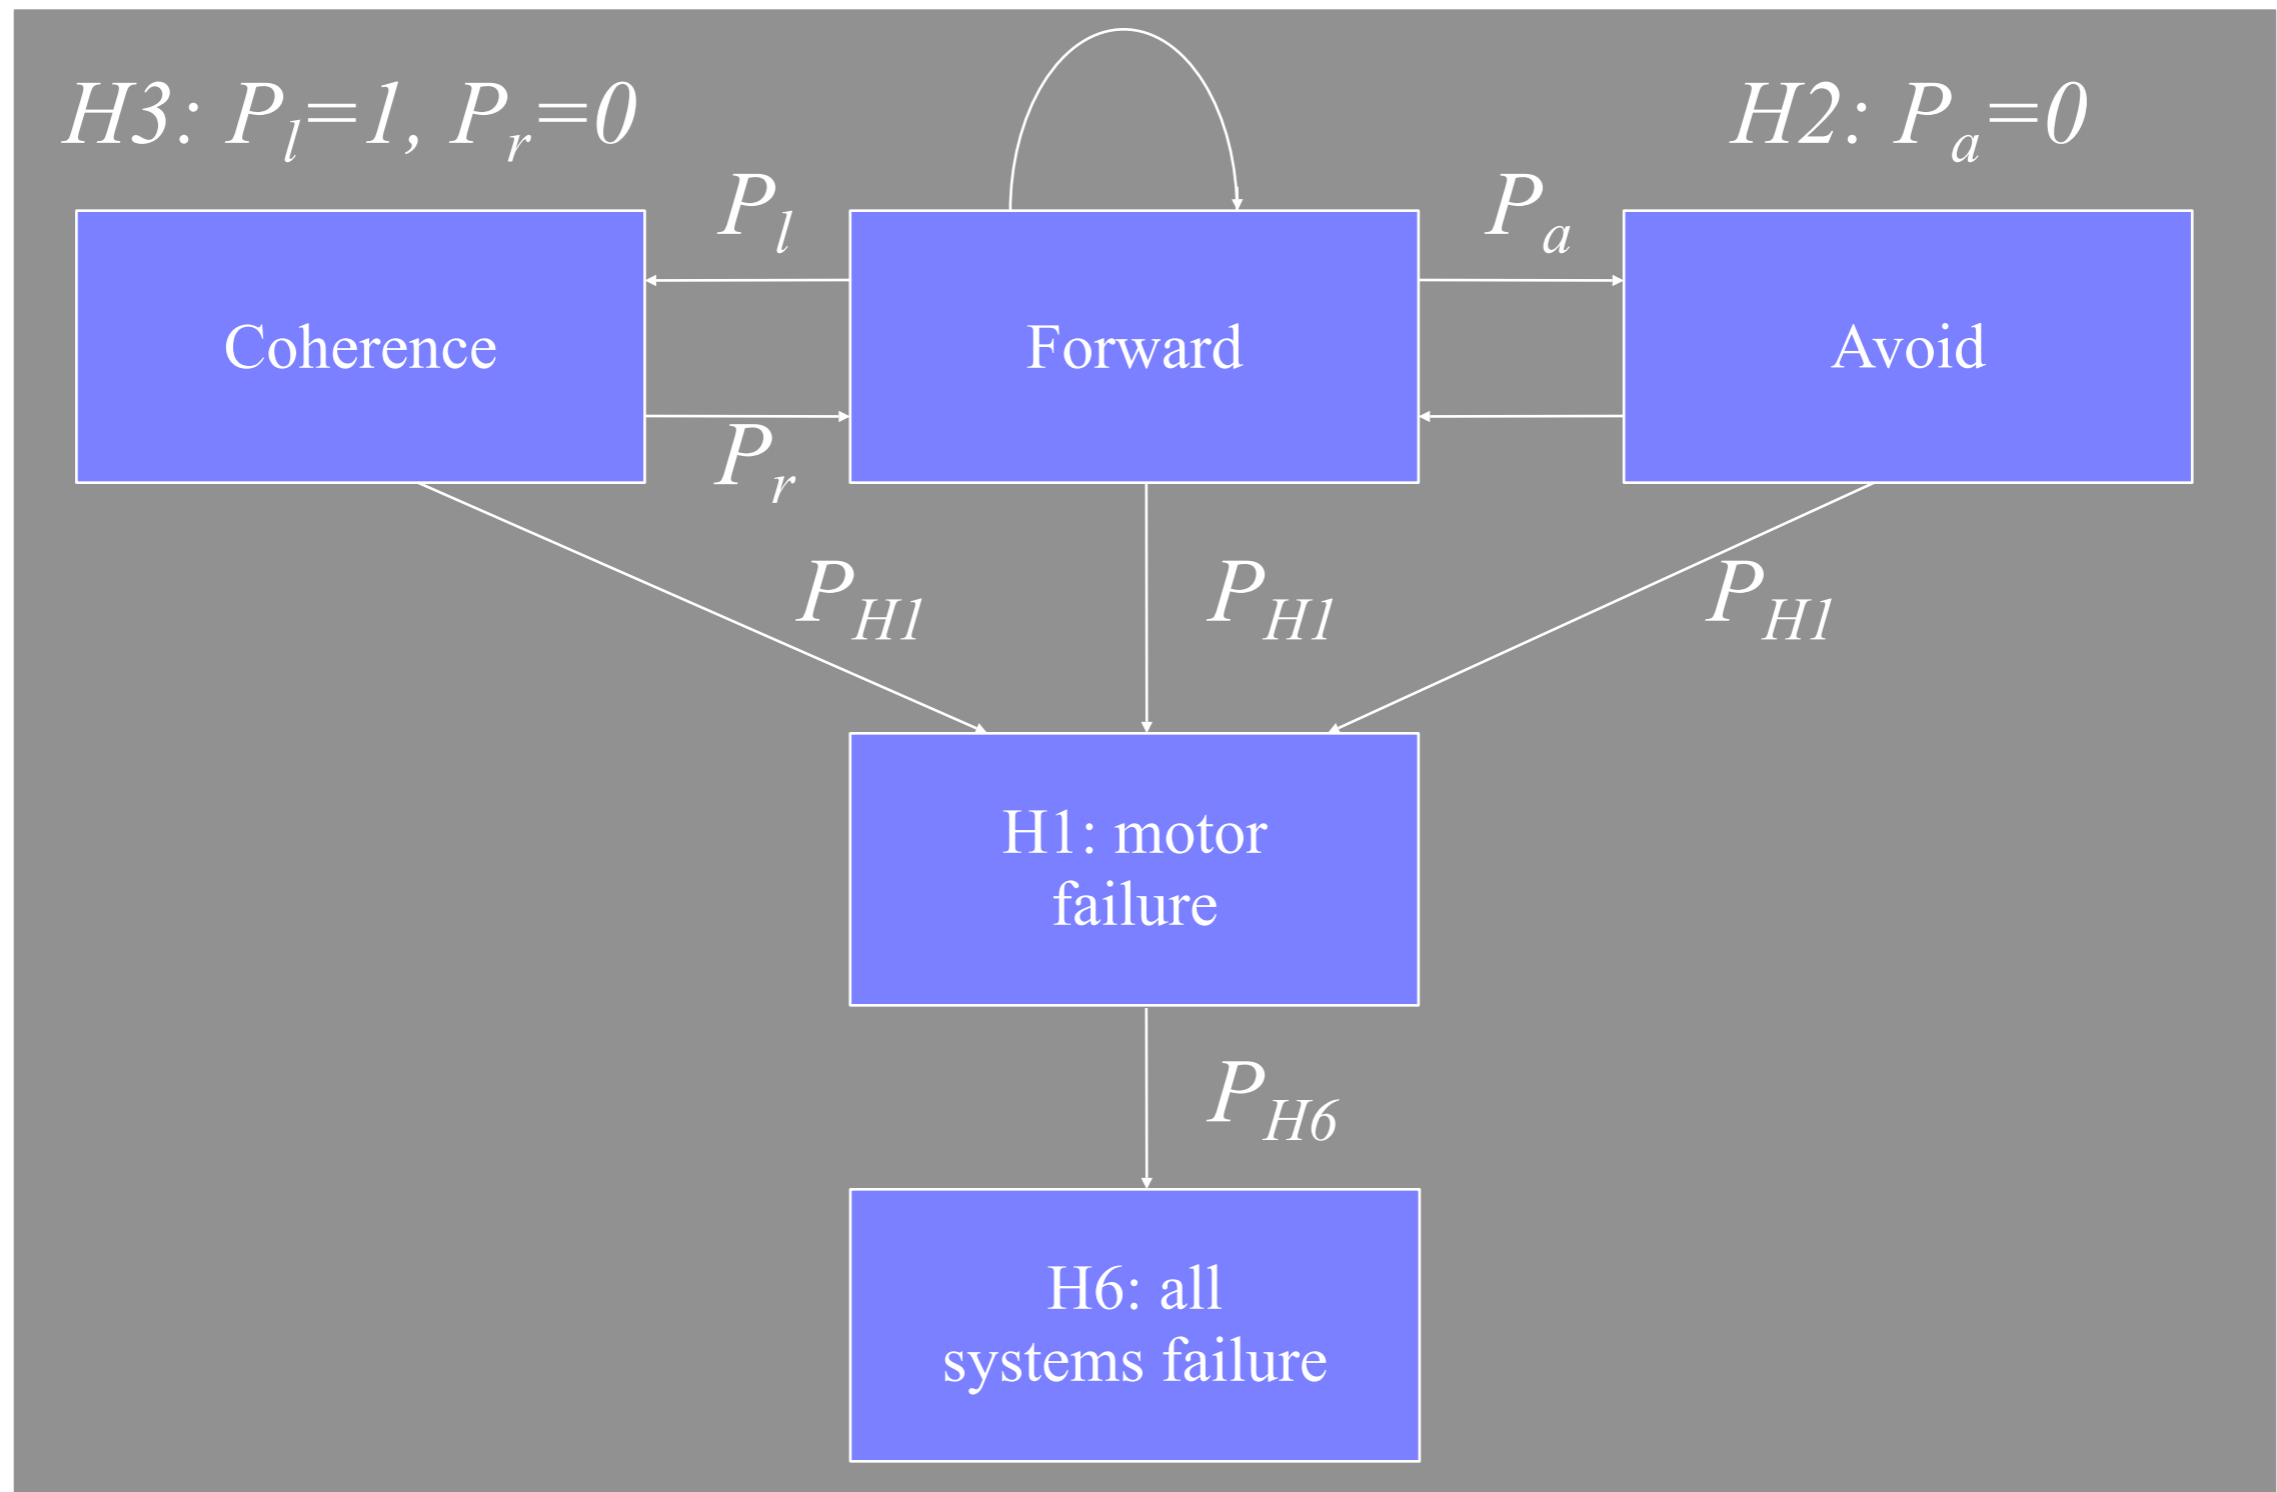 H3: Pl=1, Pr=0
H2: Pa=0
Pl
Pa
Coherence
Forward
Avoid
Pr
PH1
PH1
PH1
H1: motor
failure
PH6
H6: all
systems failure